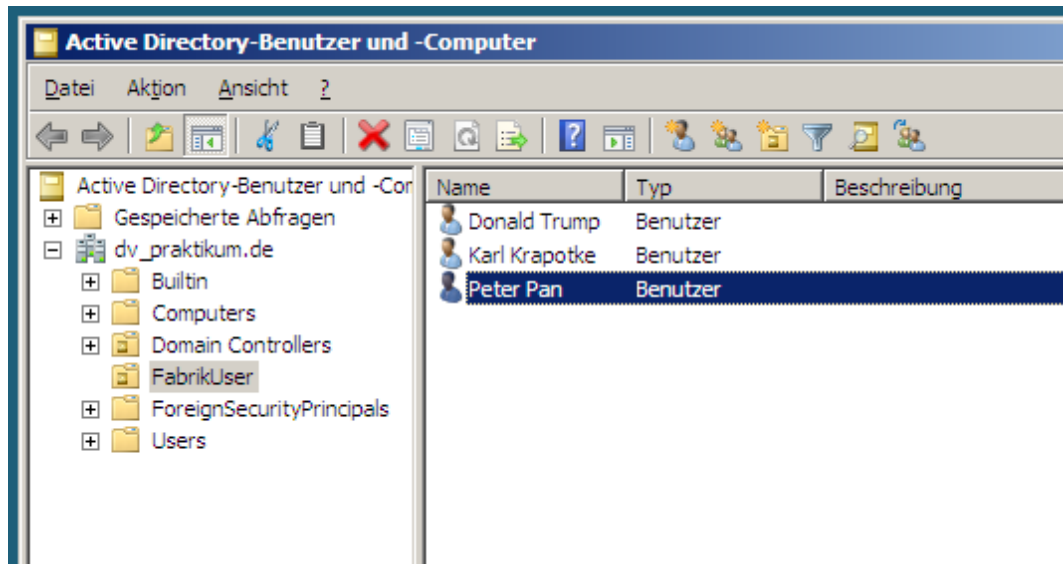 Active Directory-Benutzer und -Computer
Datei Aktion Ansicht ?
Active Directory-Benutzer und -Cor
Gespeicherte Abfragen
dv_praktikum.de
Builtin
Computers
Domain Controllers
FabrikUser
ForeignSecurityPrincipals
Users
Name Typ Beschreibung
Donald Trump Benutzer
Karl Krapotke Benutzer
Peter Pan Benutzer